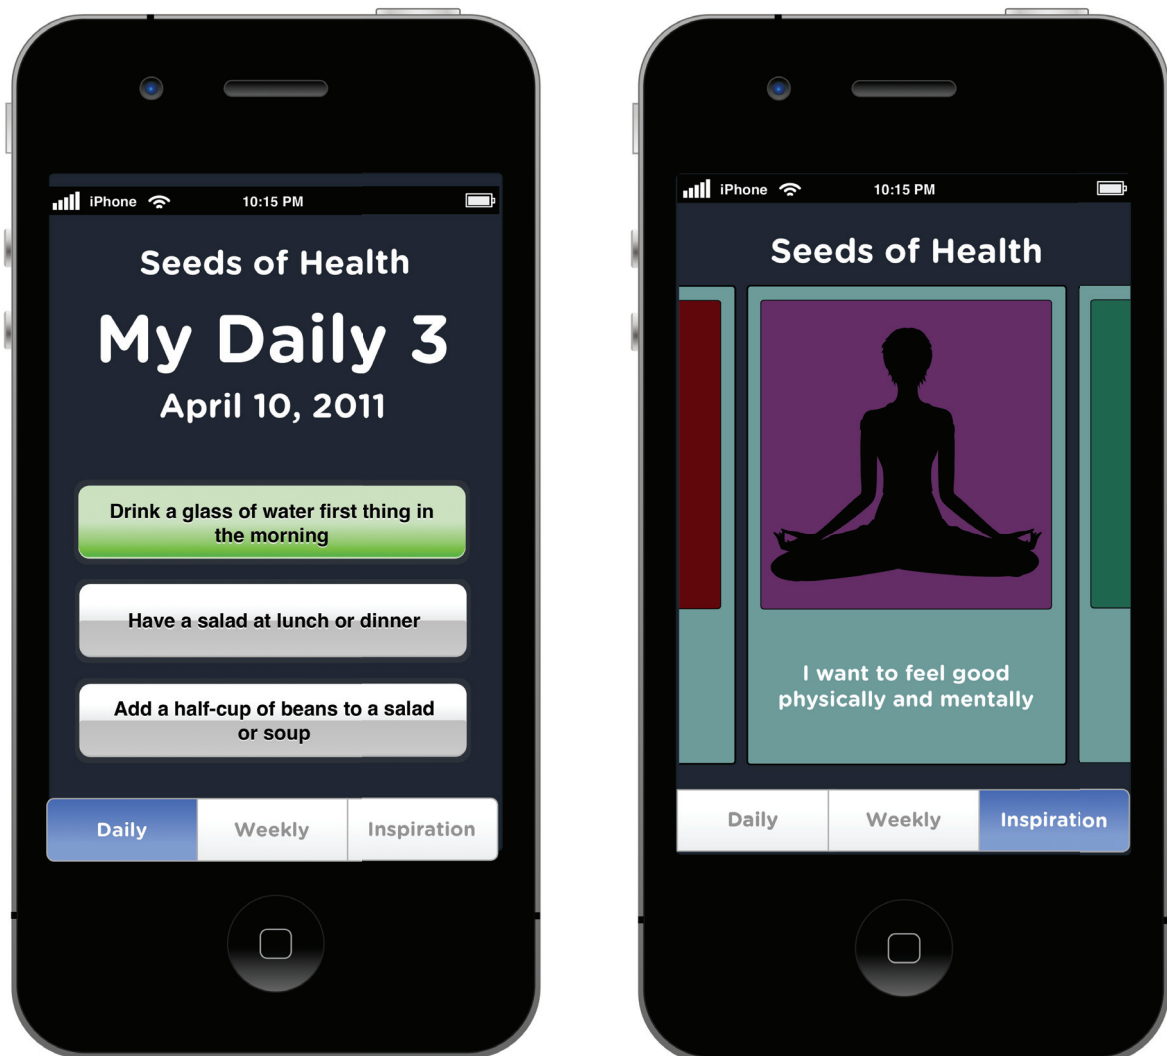 iPhone 10:15 PM
Seeds of Health
My Daily 3
April 10, 2011
Drink a glass of water first thing in
the morning
Have a salad at lunch or dinner
Add a half-cup of beans to a salad
or soup
Daily Weekly Inspiration
iPhone 10:15 PM
Seeds of Health
I want to feel good
physically and mentally
Daily Weekly Inspiration